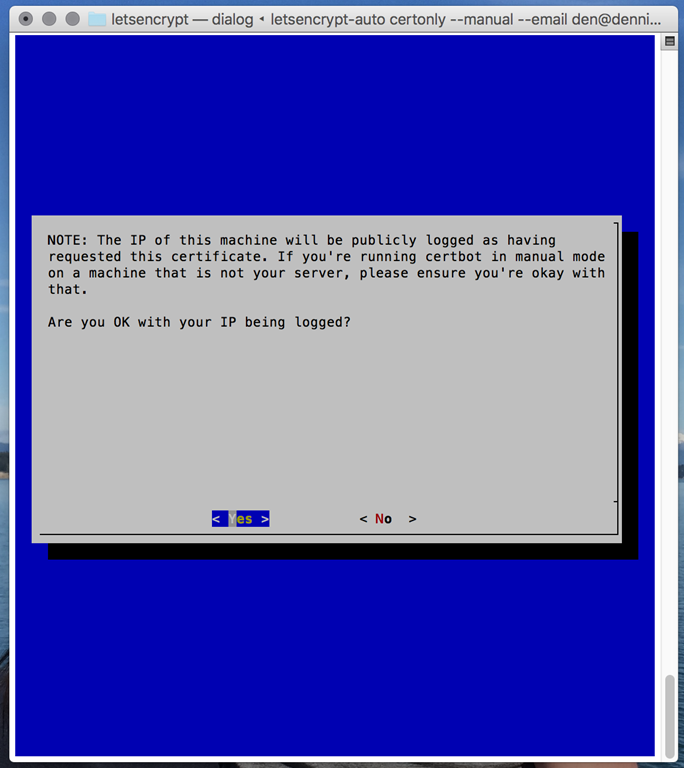 letsencrypt — dialog ◂ letsencrypt-auto certonly --manual --email den@denni...
NOTE: The IP of this machine will be publicly logged as having
requested this certificate. If you're running certbot in manual mode
on a machine that is not your server, please ensure you're okay with
that.
Are you OK with your IP being logged?
< Yes > < No >